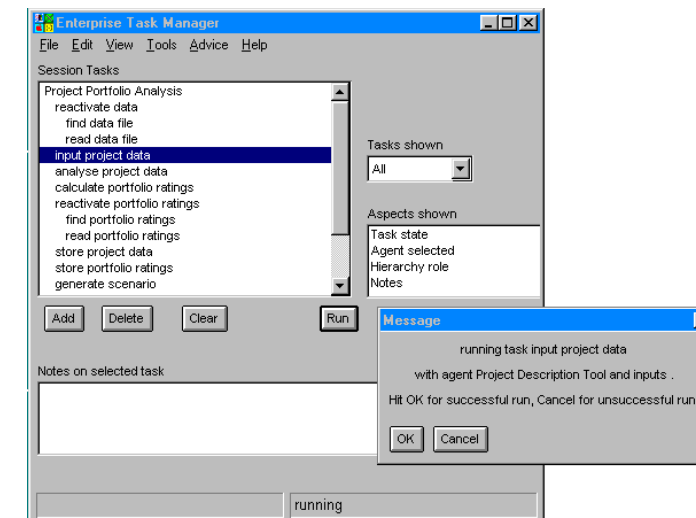 Enterprise Task Manager
File Edit View Tools Advice Help
Session Tasks
Project Portfolio Analysis
reactivate data
find data file
read data file
input project data
analyse project data
calculate portfolio ratings
reactivate portfolio ratings
find portfolio ratings
read portfolio ratings
store project data
store portfolio ratings
generate scenario
Tasks shown
All
Aspects shown
Task state
Agent selected
Hierarchy role
Notes
Add Delete Clear Run
Notes on selected task
Message
running task input project data
with agent Project Description Tool and inputs .
Hit OK for successful run, Cancel for unsuccessful run
OK Cancel
running